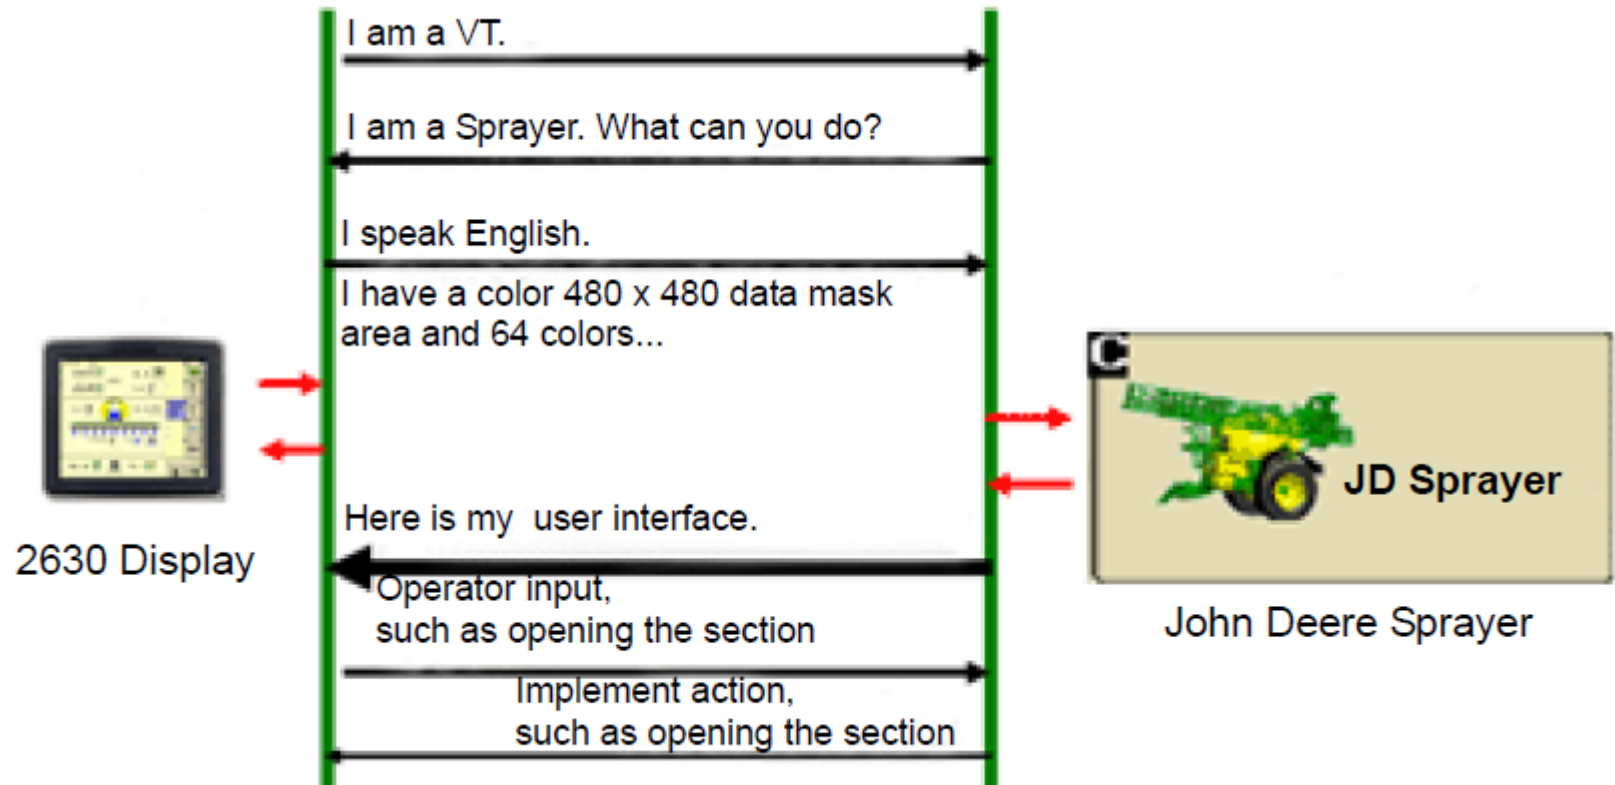 I am a VT.
I am a Sprayer. What can you do?
I speak English.
I have a color 480 x 480 data mask
area and 64 colors...
JD Sprayer
Here is my user interface.
2630 Display
Operator input,
such as opening the section
John Deere Sprayer
Implement action,
such as opening the section